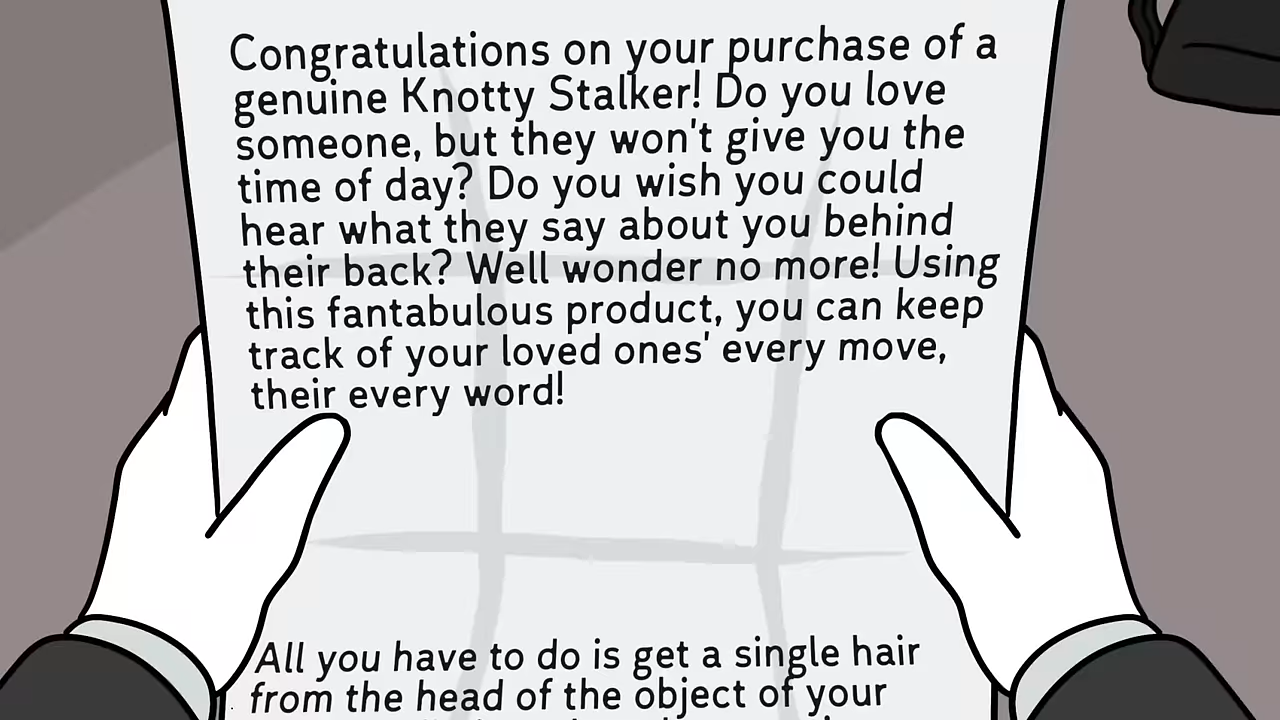 Congratulations on your purchase of a
genuine Knotty Stalker! Do you love
someone, but they won't give you the
time of day? Do you wish you could
hear what they say about you behind
their back? Well wonder no more! Using
this fantabulous product, you can keep
track of your loved ones' every move,
their every word!
All you have to do is get a single hair
from the head of the object of your